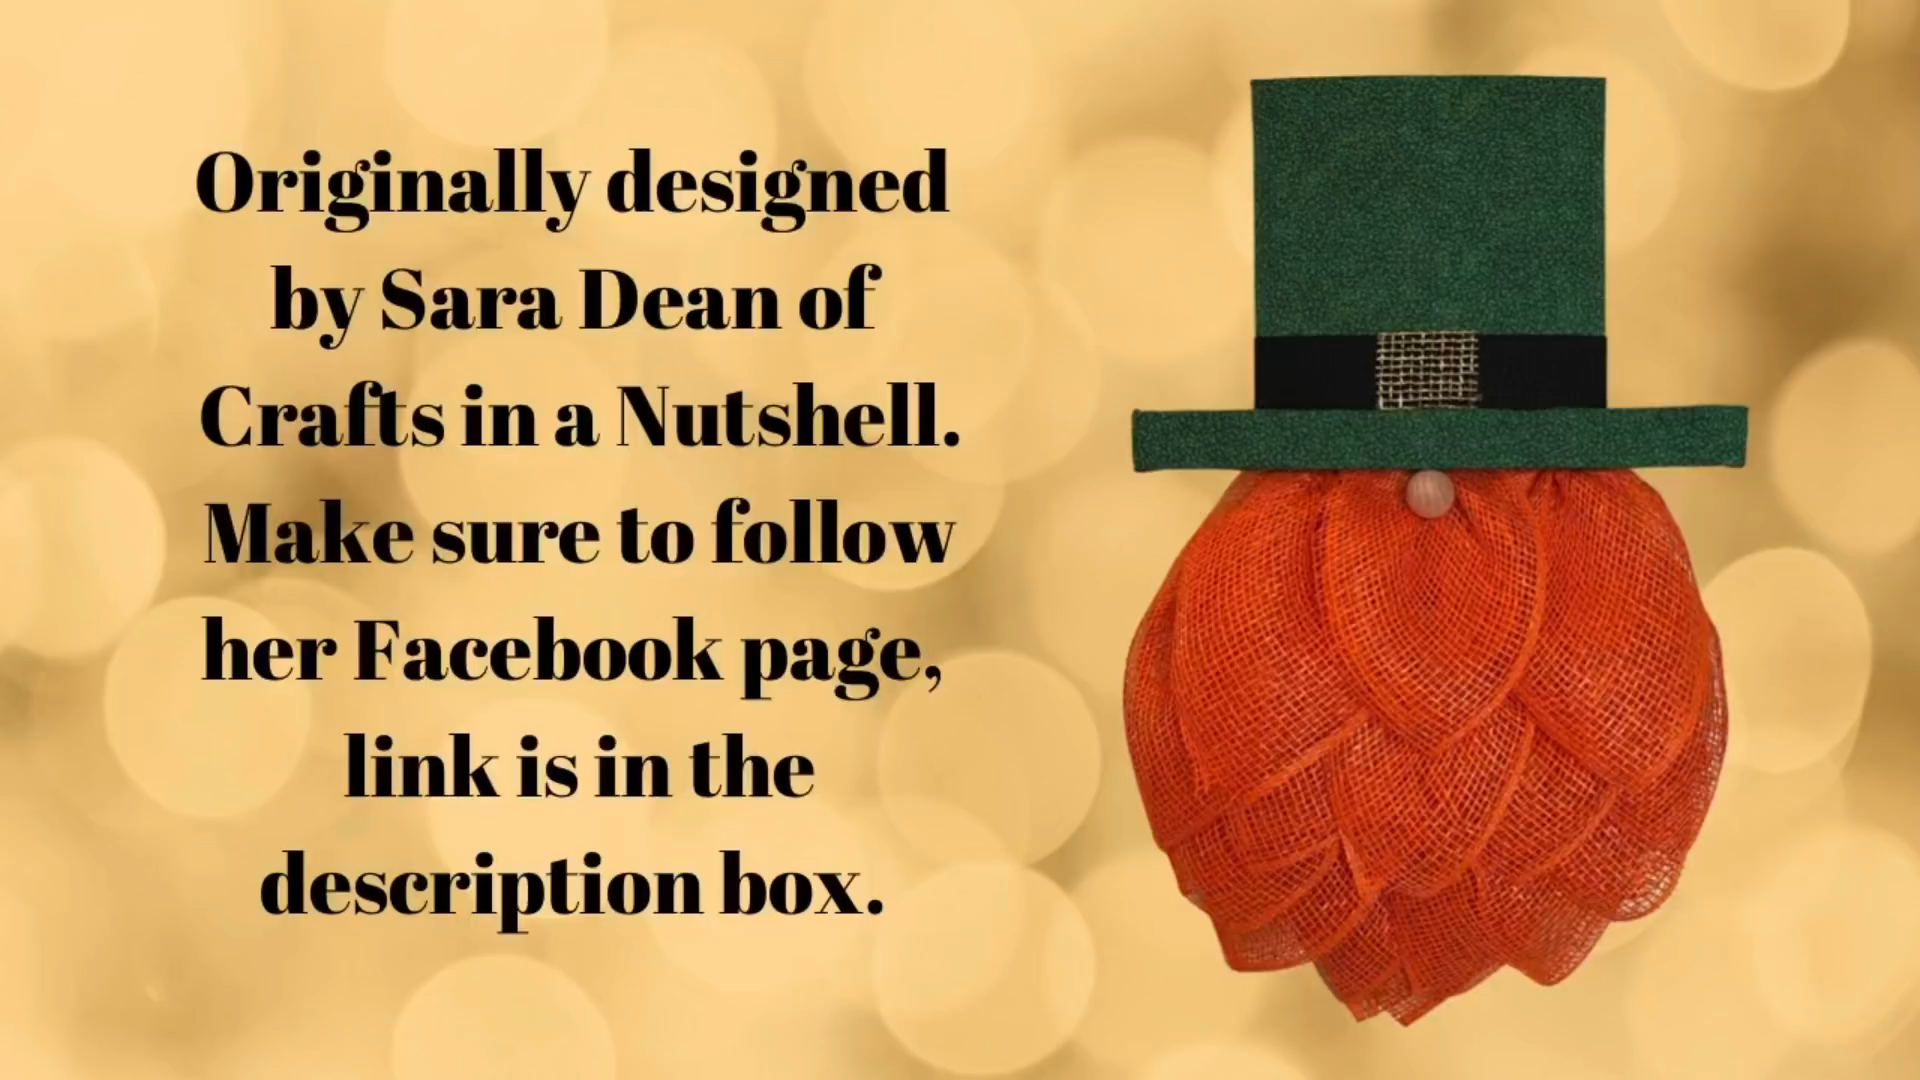 Originally designed
by Sara Dean of
Crafts in a Nutshell.
Make sure to follow
her Facebook page,
link is in the
description box.